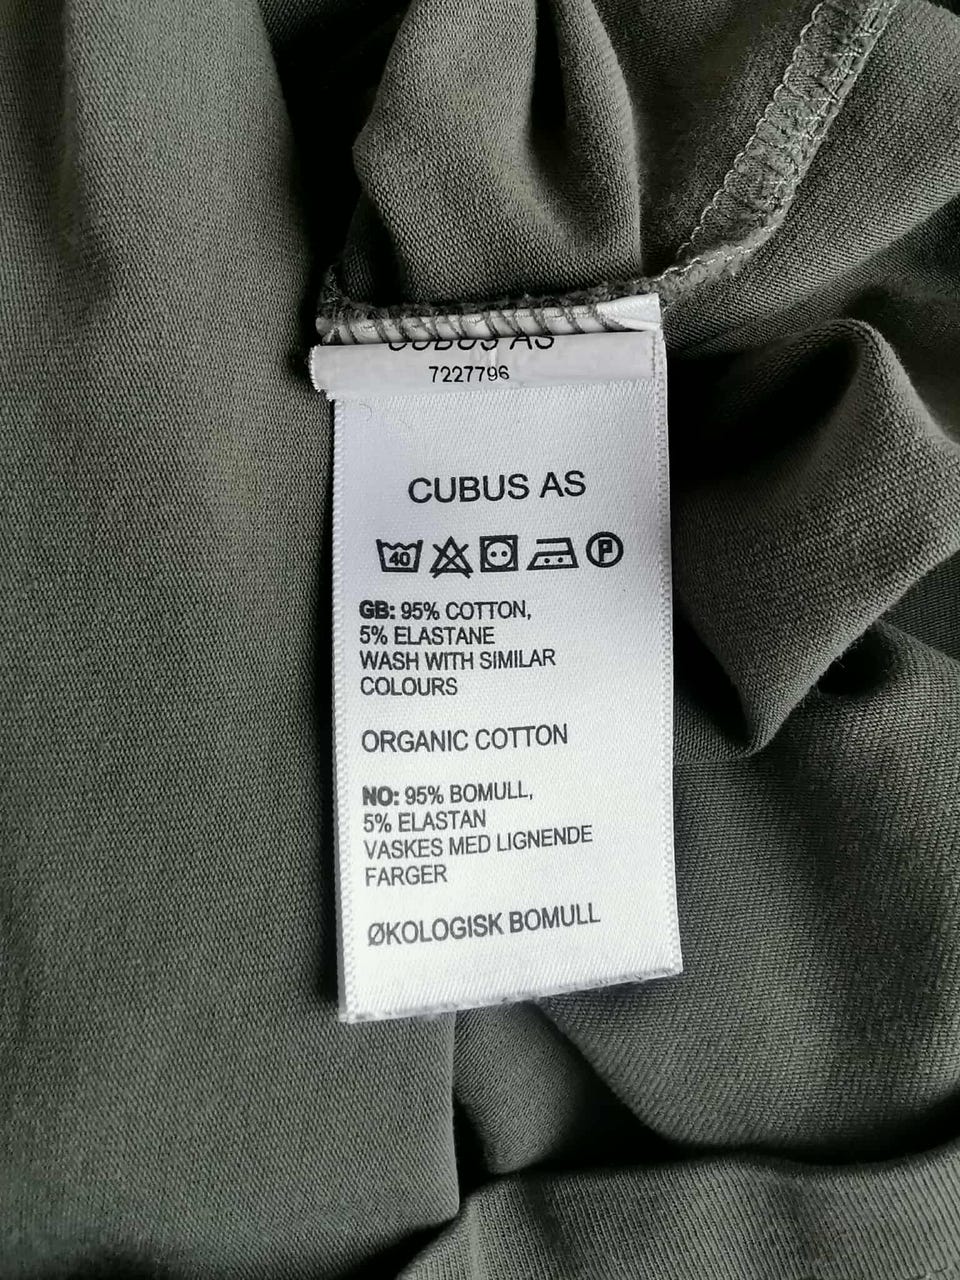 CUBUS AS
7227796
CUBUS AS
40 P
GB: 95% COTTON,
5% ELASTANE
WASH WITH SIMILAR
COLOURS
ORGANIC COTTON
NO: 95% BOMULL,
5% ELASTAN
VASKES MED LIGNENDE
FARGER
ØKOLOGISK BOMULL